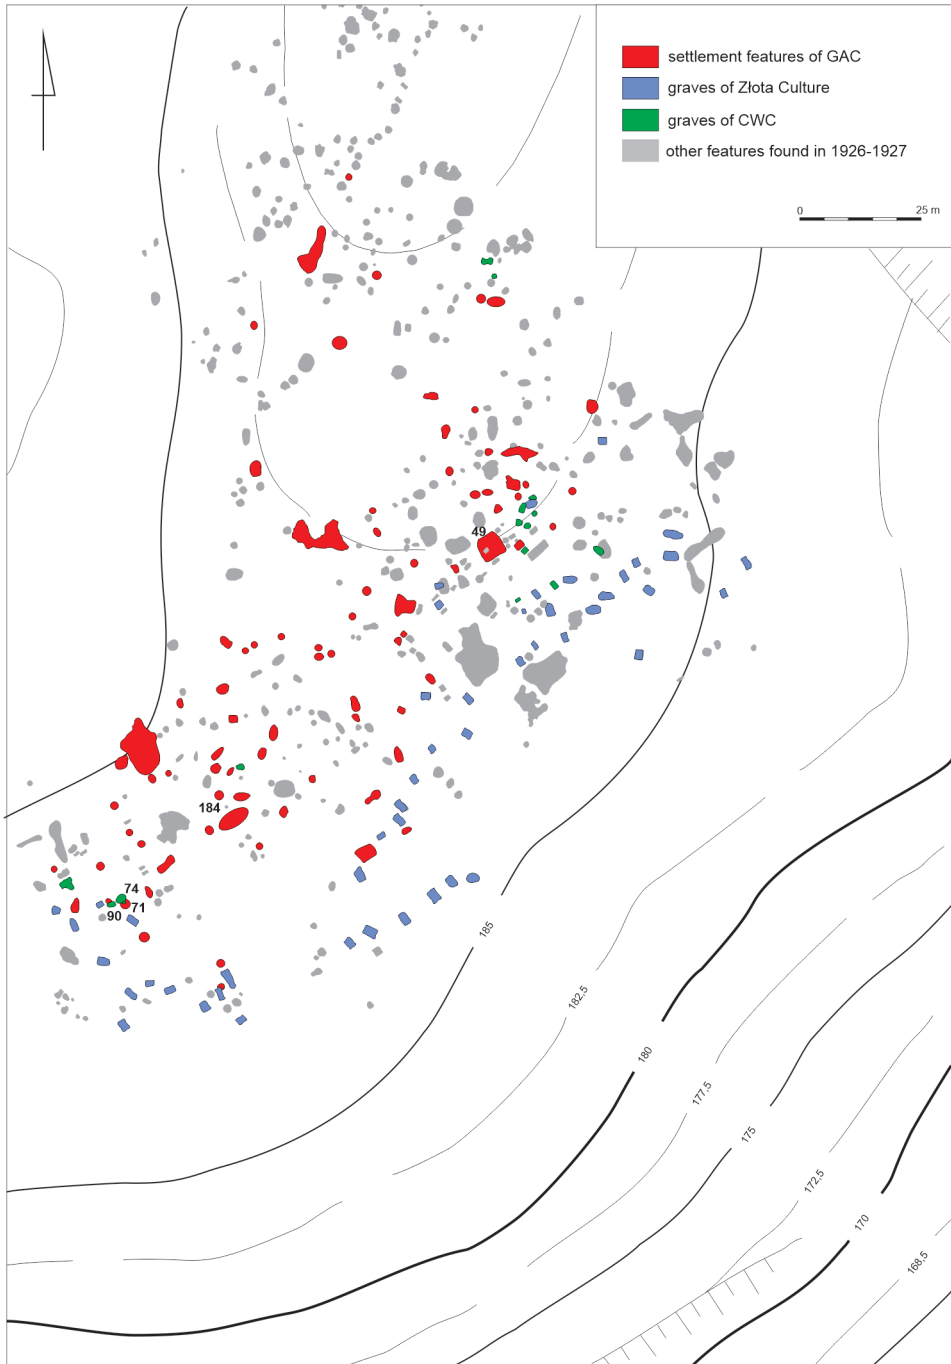 settlement features of GAC
graves of Złota Culture
graves of CWC
other features found in 1926-1927
0 25 m
49
184
74
71
90
185
182,5
180
177,5
175
172,5
170
168,5